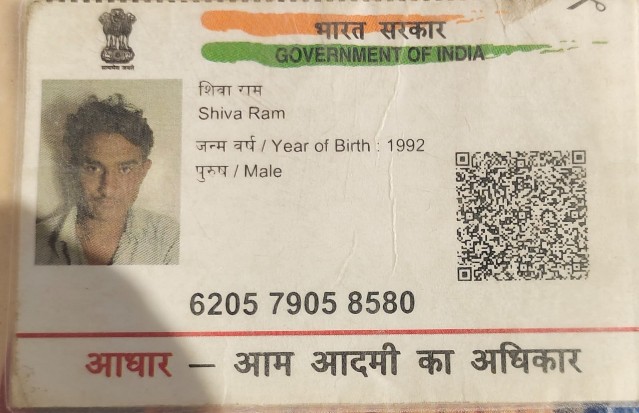 सत्यमेव जयते
भारत सरकार
GOVERNMENT OF INDIA
शिवा राम
Shiva Ram
जन्म वर्ष / Year of Birth : 1992
पुरुष / Male
6205 7905 8580
आधार – आम आदमी का अधिकार